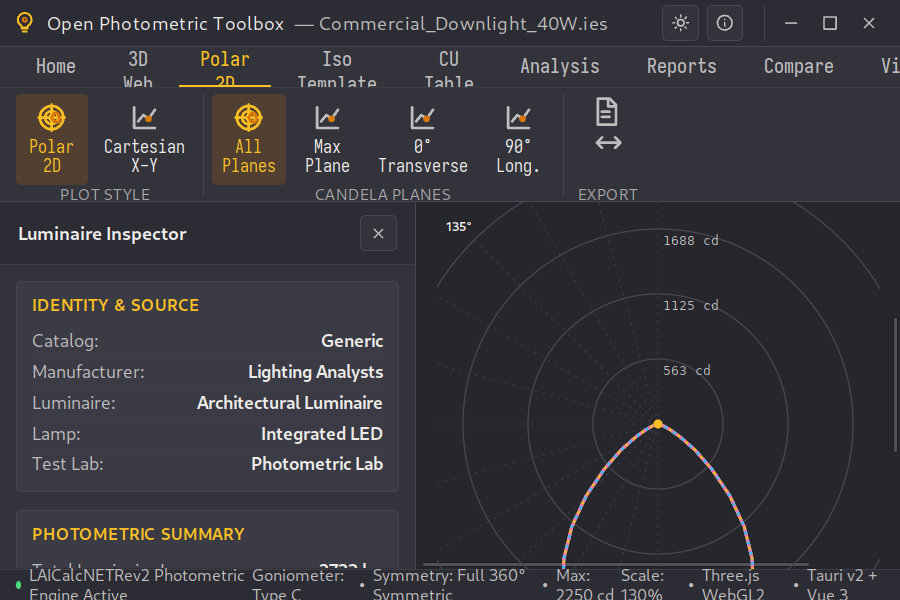 Open Photometric Toolbox — Commercial_Downlight_40W.ies
Home
3D
Web
Polar
2D
Iso
Template
CU
Table
Analysis
Reports
Compare
Vi
Polar
2D
Cartesian
X-Y
All
Planes
Max
Plane
0°
Transverse
90°
Long.
PLOT STYLE
CANDELA PLANES
EXPORT
Luminaire Inspector
IDENTITY & SOURCE
Catalog: Generic
Manufacturer: Lighting Analysts
Luminaire: Architectural Luminaire
Lamp: Integrated LED
Test Lab: Photometric Lab
PHOTOMETRIC SUMMARY
135°
1688 cd
1125 cd
563 cd
LAICalcNETRev2 Photometric
Engine Active
Goniometer:
Type C
• Symmetry: Full 360°
Symmetric
• Max:
2250 cd
Scale:
130%
• Three.js
WebGL2
• Tauri v2 +
Vue 3